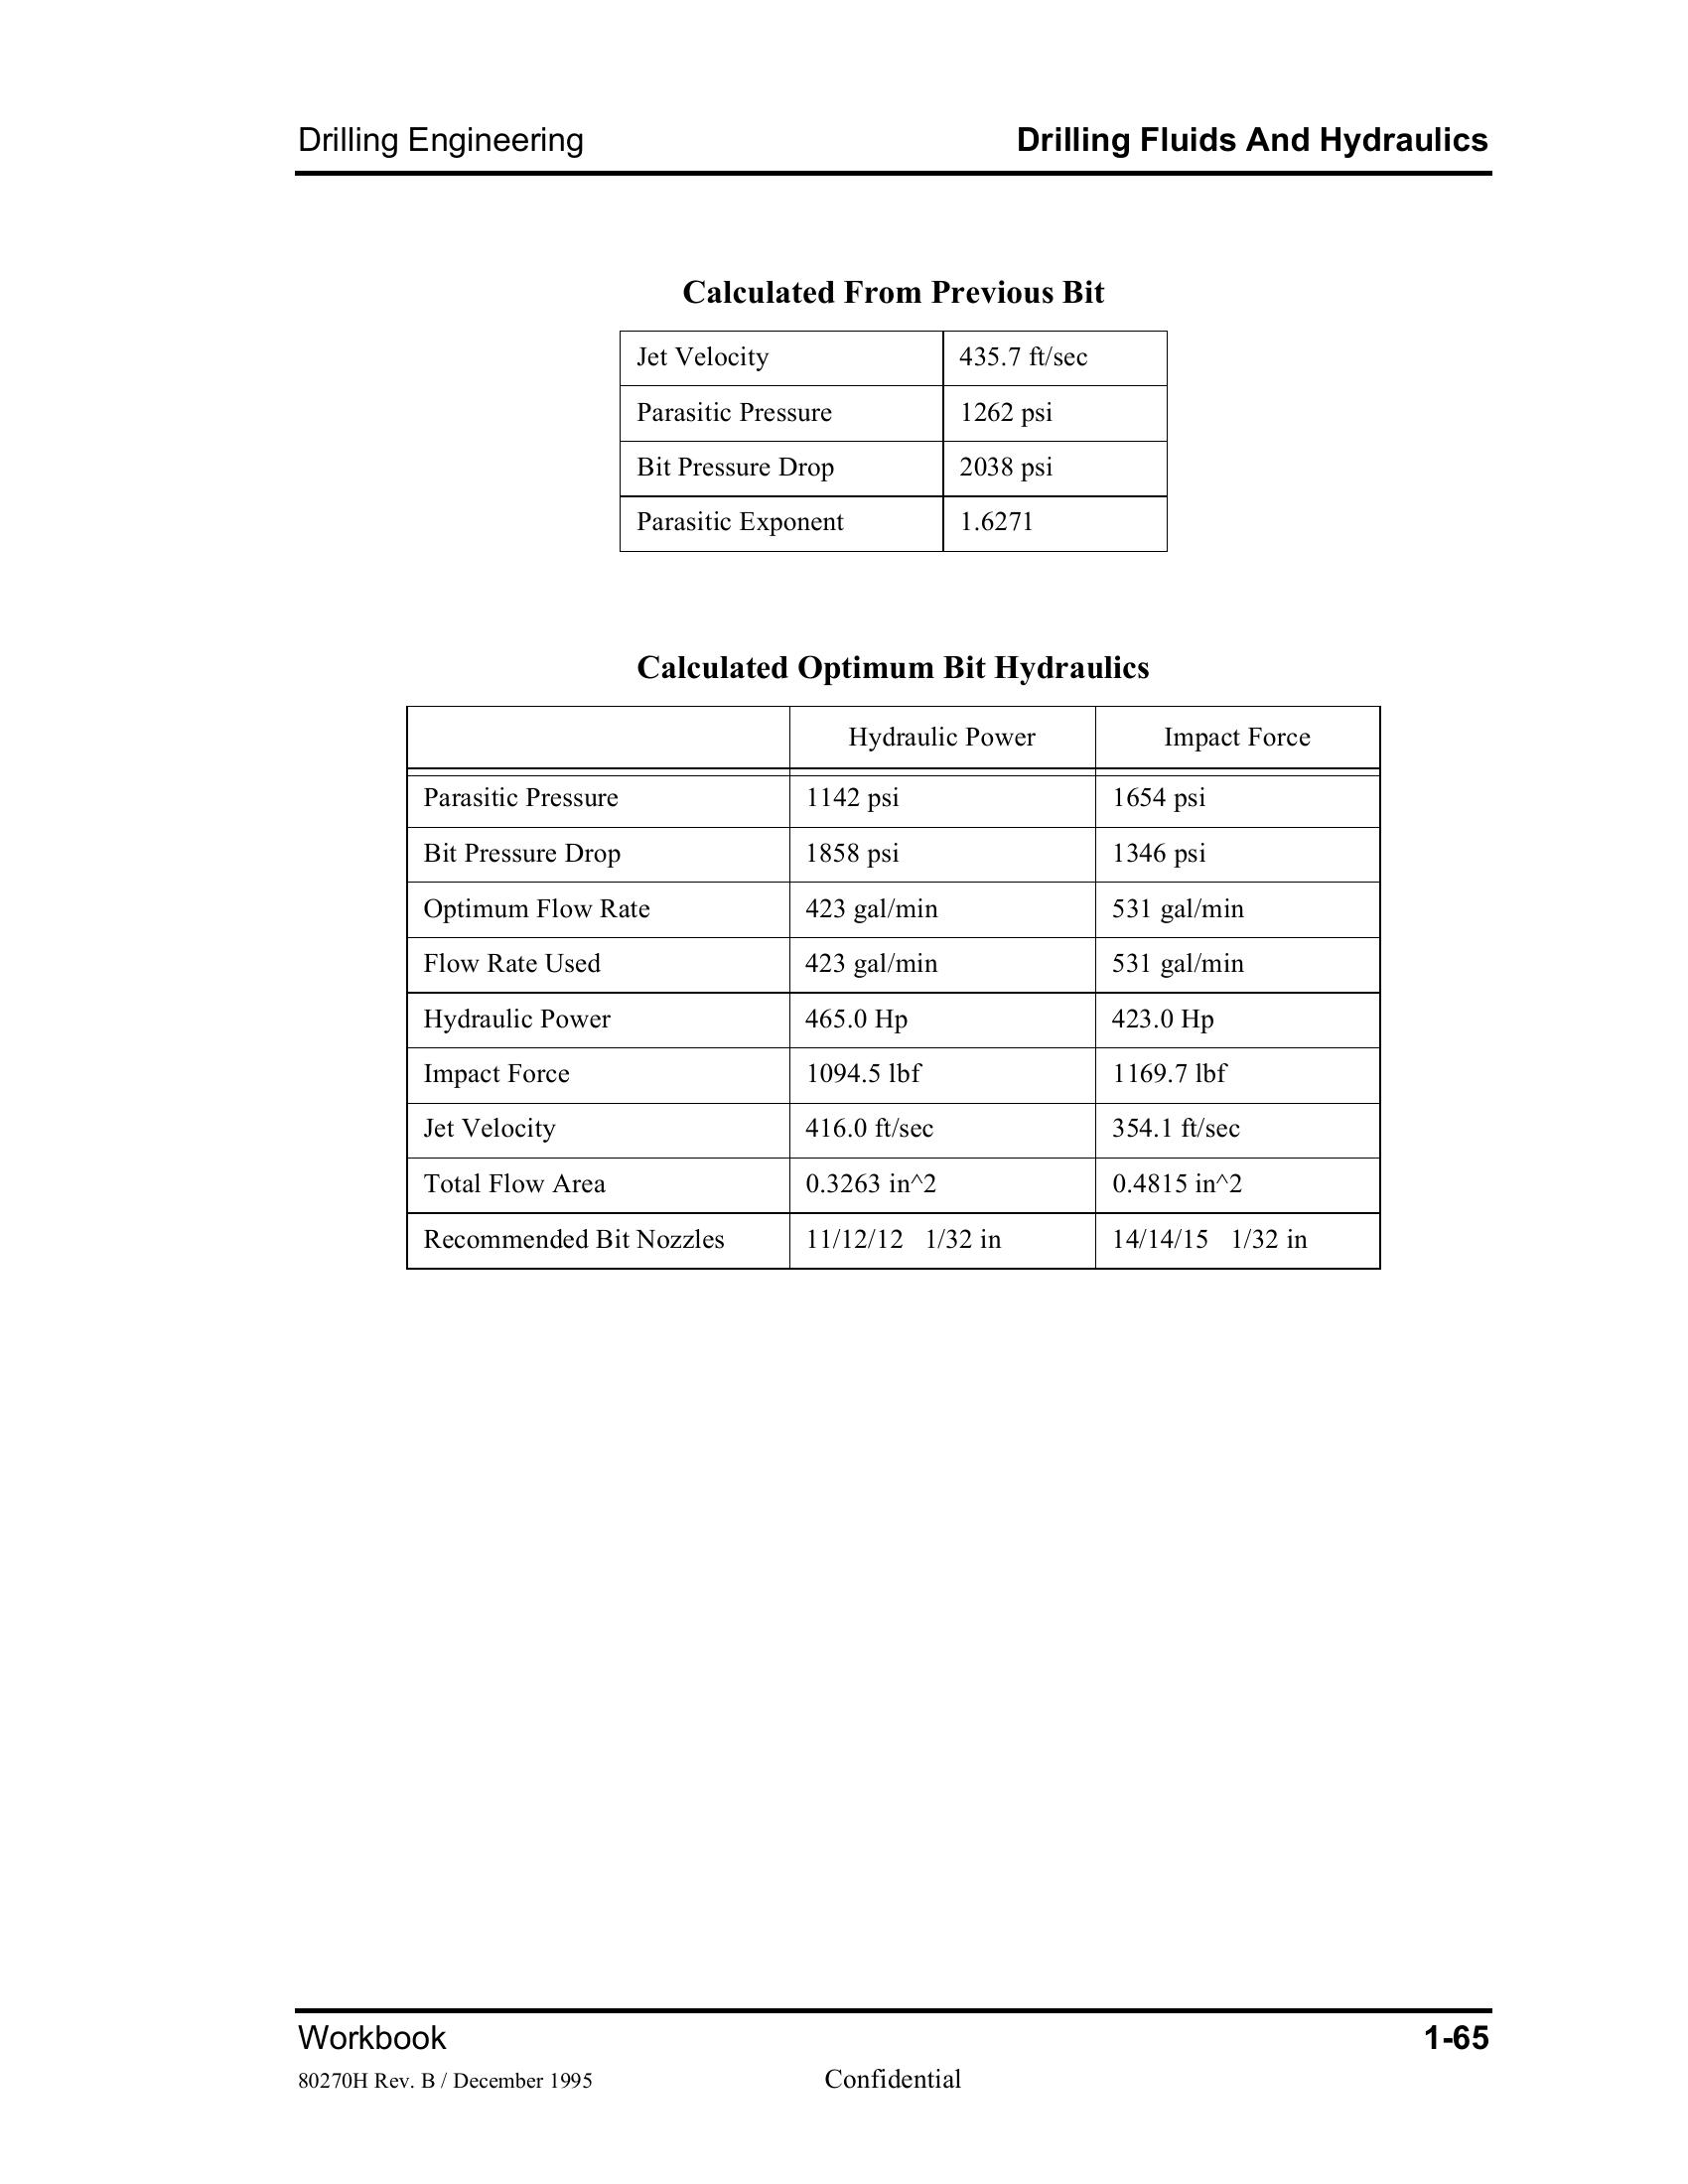 Drilling Engineering Drilling Fluids And Hydraulics
Calculated From Previous Bit
Jet Velocity 435.7 ft/sec
Parasitic Pressure 1262 psi
Bit Pressure Drop 2038 psi
Parasitic Exponent 1.6271
Calculated Optimum Bit Hydraulics
Hydraulic Power Impact Force
Parasitic Pressure 1142 psi 1654 psi
Bit Pressure Drop 1858 psi 1346 psi
Optimum Flow Rate 423 gal/min 531 gal/min
Flow Rate Used 423 gal/min 531 gal/min
Hydraulic Power 465.0 Hp 423.0 Hp
Impact Force 1094.5 lbf 1169.7 lbf
Jet Velocity 416.0 ft/sec 354.1 ft/sec
Total Flow Area 0.3263 in^2 0.4815 in^2
Recommended Bit Nozzles 11/12/12 1/32 in 14/14/15 1/32 in
Workbook 1-65
80270H Rev. B / December 1995 Confidential